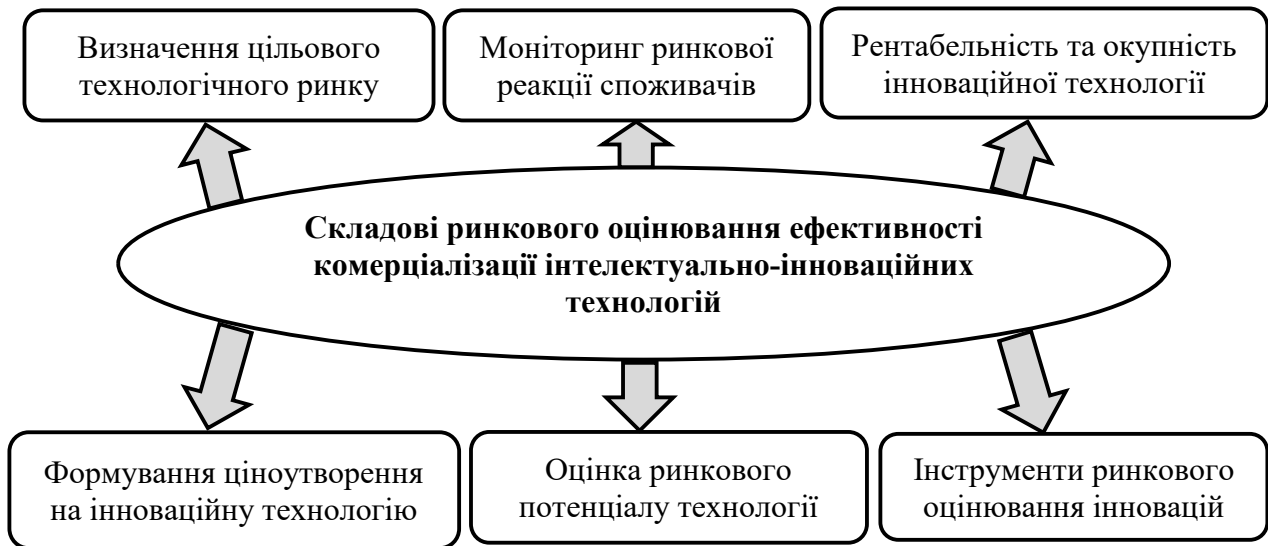 Визначення цільового
технологічного ринку
Моніторинг ринкової
реакції споживачів
Рентабельність та окупність
інноваційної технології
Складові ринкового оцінювання ефективності
комерціалізації інтелектуально-інноваційних
технологій
Формування ціноутворення
на інноваційну технологію
Оцінка ринкового
потенціалу технології
Інструменти ринкового
оцінювання інновацій